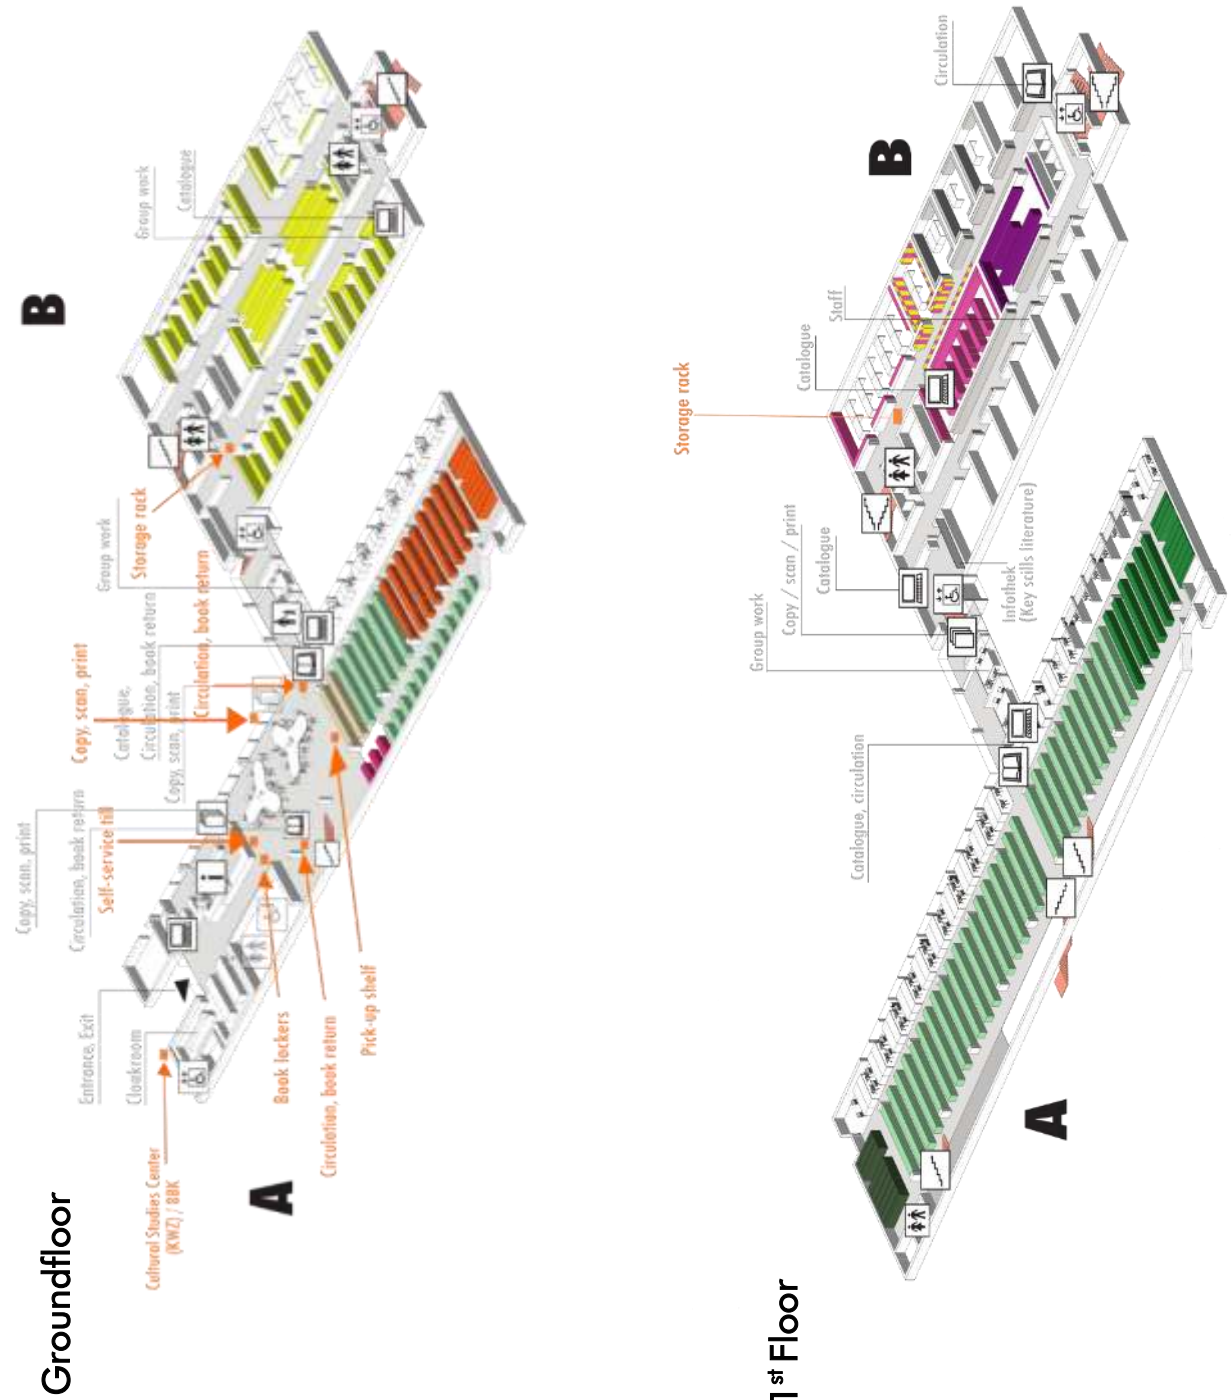 Groundfloor
A
B
Cultural Studies Center
(KWZ) / BBK
Entrance, Exit
Cloakroom
Copy, scan, print
Circulation, book return
Self-service till
Book lockers
Circulation, book return
Pick-up shelf
Copy, scan, print
Catalogue,
Circulation, book return
Copy, scan, print
Circulation, book return
Group work
Storage rack
Group work
Catalogue
i
1st Floor
A
B
Catalogue, circulation
Group work
Copy / scan / print
Catalogue
Infothek
(Key scills literature)
Storage rack
Catalogue
Staff
Circulation